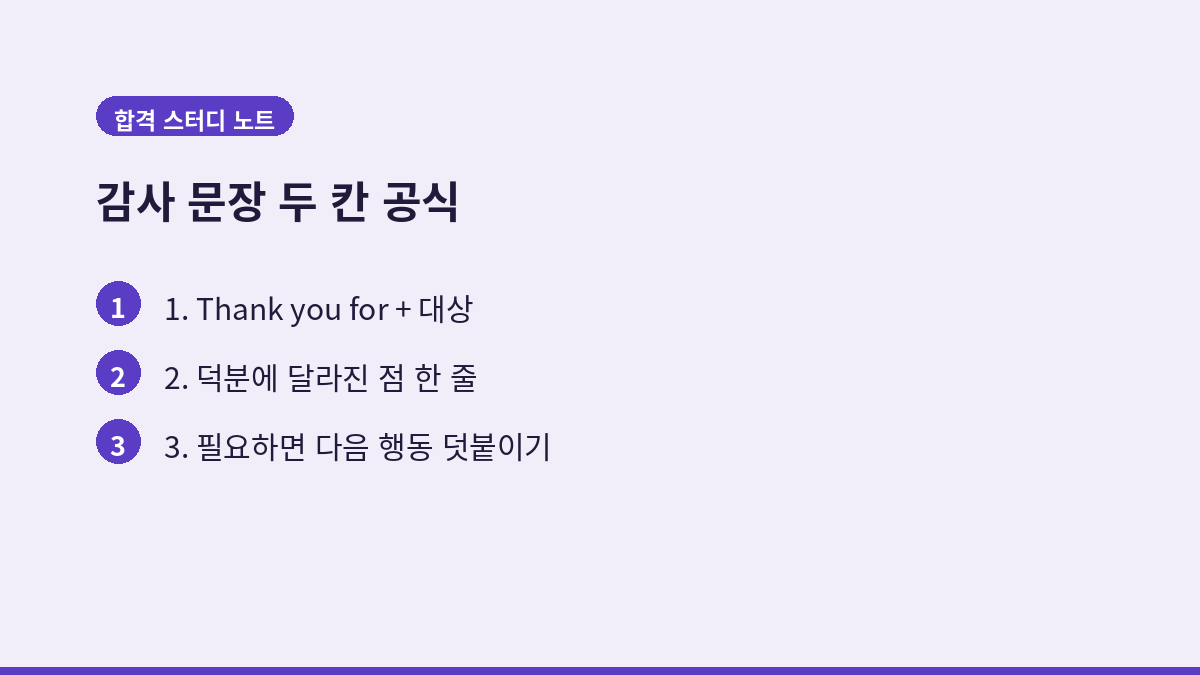 합격 스터디 노트
감사 문장 두 칸 공식
1 1. Thank you for + 대상
2 2. 덕분에 달라진 점 한 줄
3 3. 필요하면 다음 행동 덧붙이기